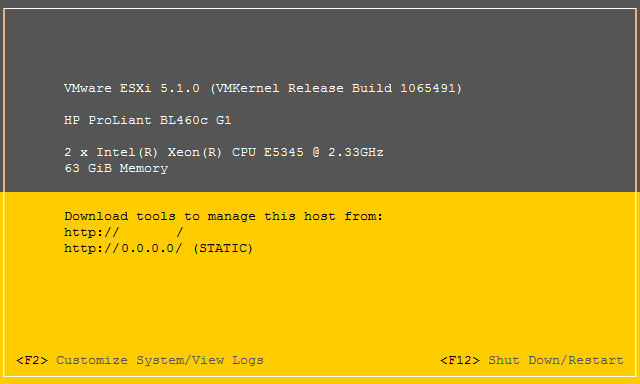 VMware ESXi 5.1.0 (VMKernel Release Build 1065491)
HP ProLiant BL460c G1
2 x Intel(R) Xeon(R) CPU E5345 @ 2.33GHz
63 GiB Memory
Download tools to manage this host from:
http://       /
http://0.0.0.0/ (STATIC)
<F2> Customize System/View Logs
<F12> Shut Down/Restart